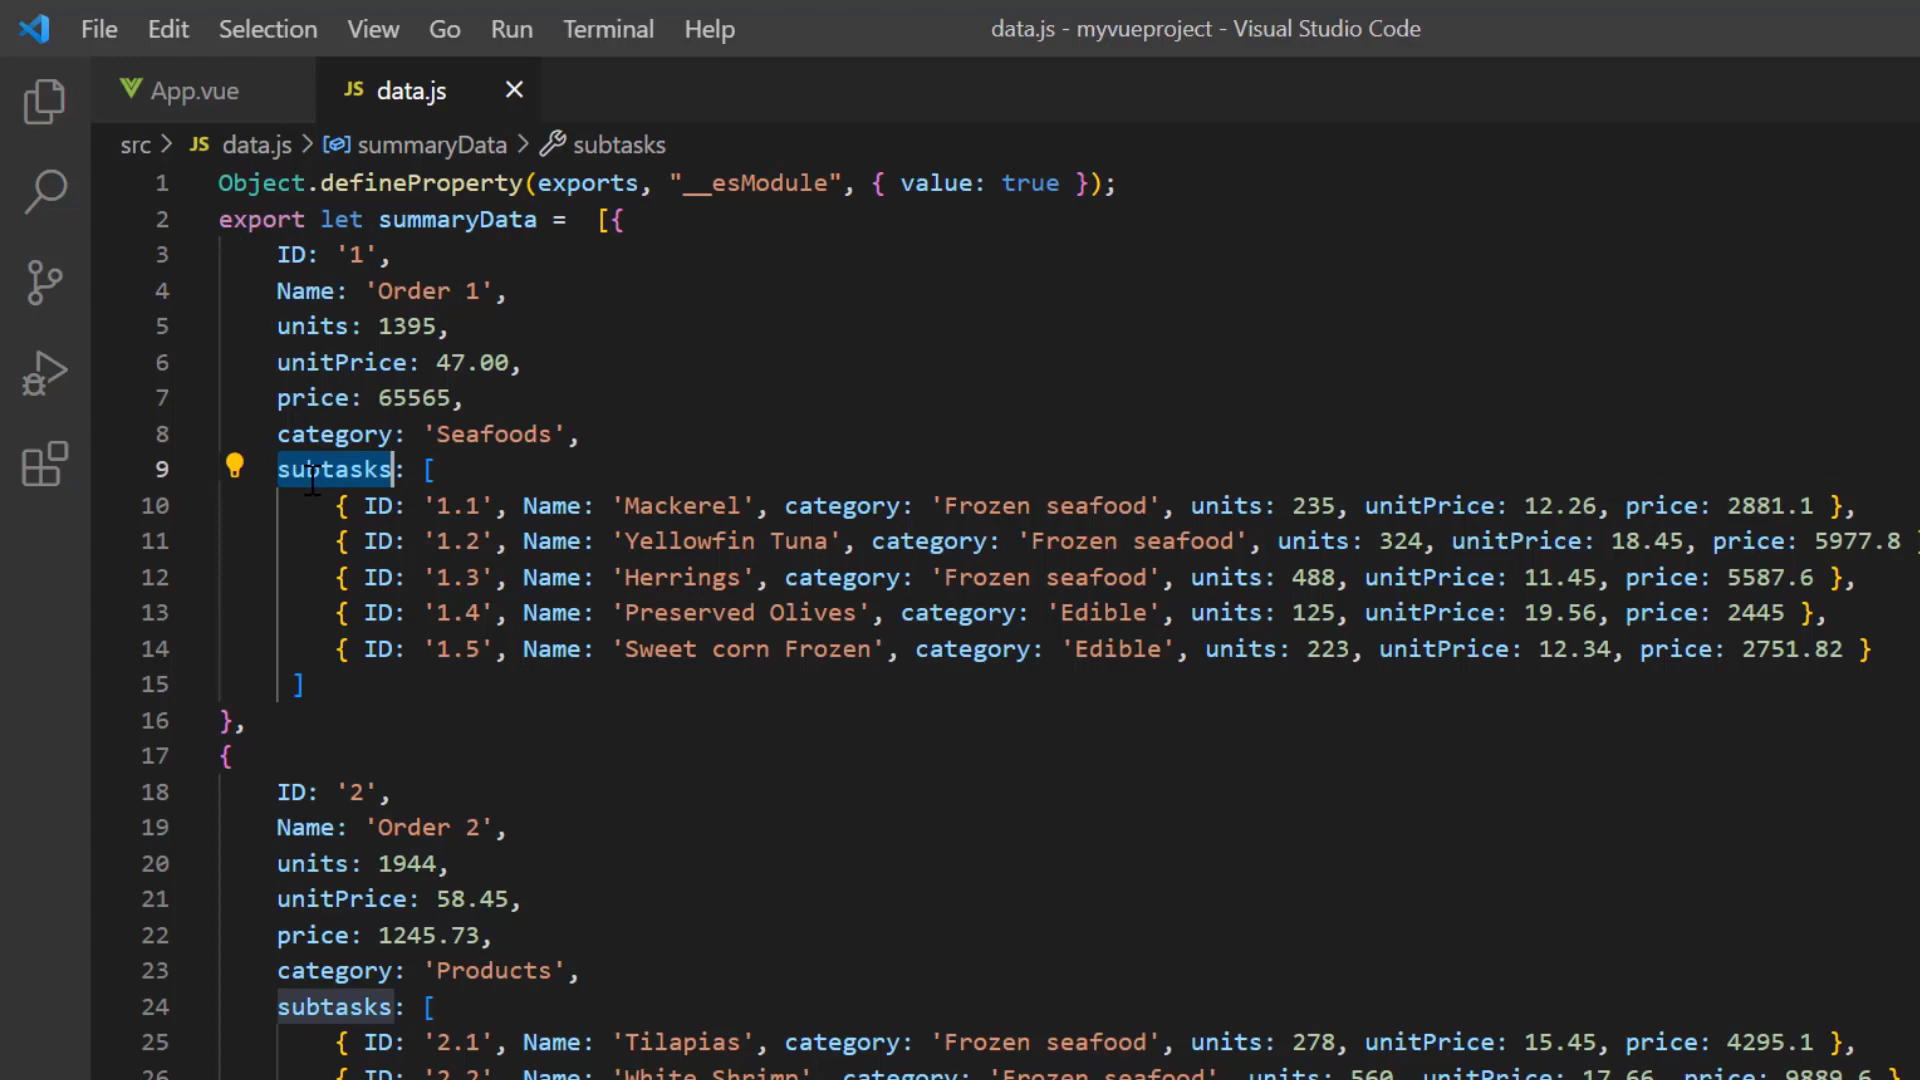 File Edit Selection View Go Run Terminal Help data.js - myvueproject - Visual Studio Code
App.vue JS data.js
src > JS data.js > summaryData > subtasks
1 Object.defineProperty(exports, "__esModule", { value: true });
2 export let summaryData =  [{
3 ID: '1',
4 Name: 'Order 1',
5 units: 1395,
6 unitPrice: 47.00,
7 price: 65565,
8 category: 'Seafoods',
9 subtasks: [
10 { ID: '1.1', Name: 'Mackerel', category: 'Frozen seafood', units: 235, unitPrice: 12.26, price: 2881.1 },
11 { ID: '1.2', Name: 'Yellowfin Tuna', category: 'Frozen seafood', units: 324, unitPrice: 18.45, price: 5977.8 }
12 { ID: '1.3', Name: 'Herrings', category: 'Frozen seafood', units: 488, unitPrice: 11.45, price: 5587.6 },
13 { ID: '1.4', Name: 'Preserved Olives', category: 'Edible', units: 125, unitPrice: 19.56, price: 2445 },
14 { ID: '1.5', Name: 'Sweet corn Frozen', category: 'Edible', units: 223, unitPrice: 12.34, price: 2751.82 }
15 ]
16 },
17 {
18 ID: '2',
19 Name: 'Order 2',
20 units: 1944,
21 unitPrice: 58.45,
22 price: 1245.73,
23 category: 'Products',
24 subtasks: [
25 { ID: '2.1', Name: 'Tilapias', category: 'Frozen seafood', units: 278, unitPrice: 15.45, price: 4295.1 },
26 { ID: '2.2', Name: 'White Shrimp', category: 'Frozen seafood', units: 560, unitPrice: 17.66, price: 9889.6 }